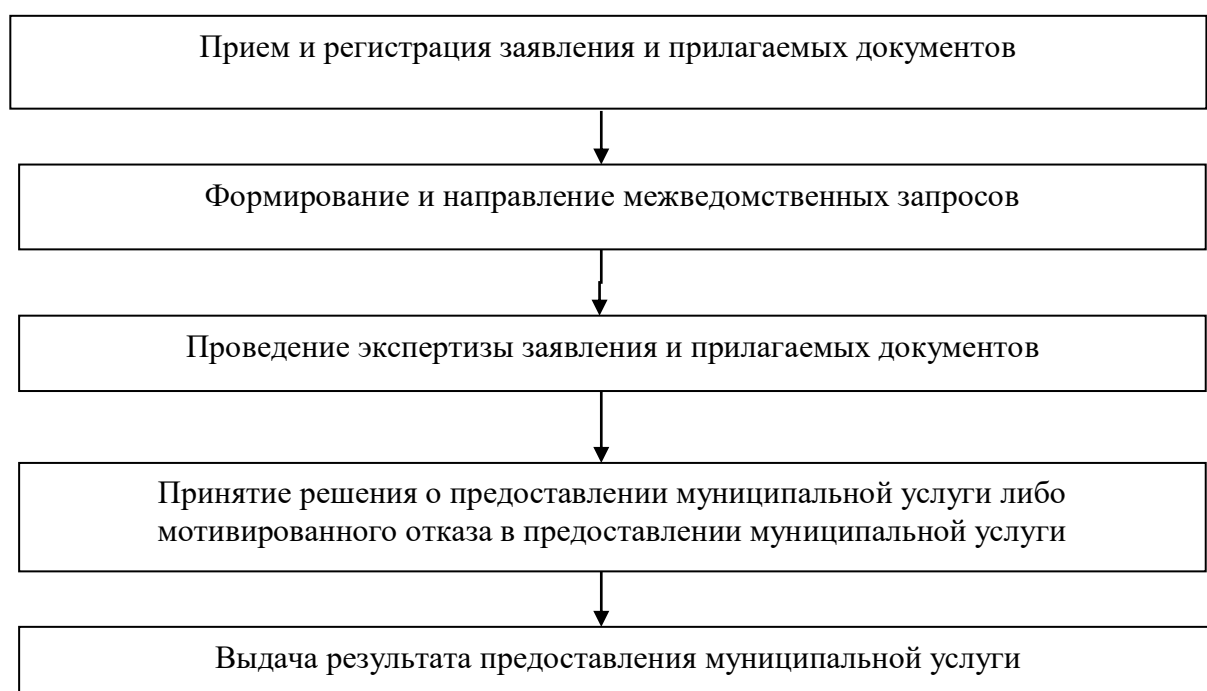 Прием и регистрация заявления и прилагаемых документов
Формирование и направление межведомственных запросов
Проведение экспертизы заявления и прилагаемых документов
Принятие решения о предоставлении муниципальной услуги либо
мотивированного отказа в предоставлении муниципальной услуги
Выдача результата предоставления муниципальной услуги